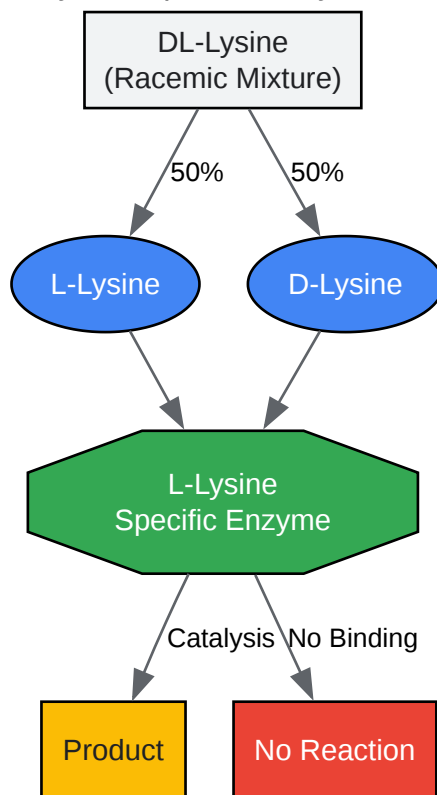 DL-Lysine
(Racemic Mixture)
50%
50%
L-Lysine
D-Lysine
L-Lysine
Specific Enzyme
Catalysis
No Binding
Product
No Reaction